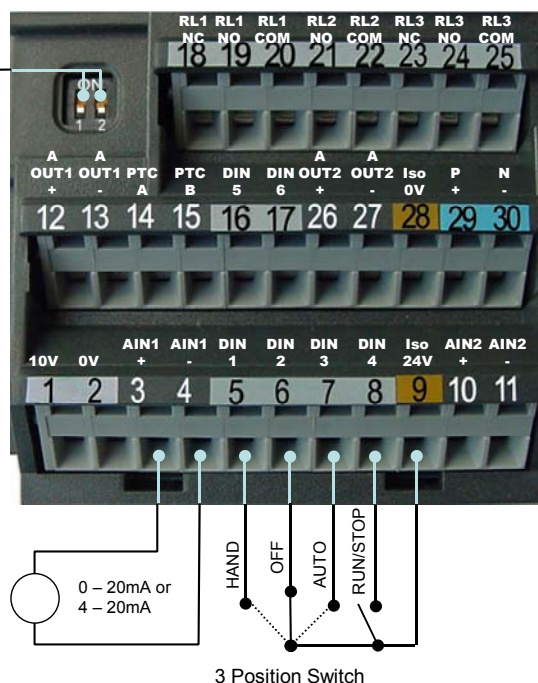 RL1 RL1 RL1 RL2 RL2 RL3 RL3 RL3
NC NO COM NO COM NC NO COM
18 19 20 21 22 23 24 25
ON
1 2
A A A A
OUT1 OUT1 PTC PTC DIN DIN OUT2 OUT2 Iso P N
+ - A B 5 6 + - 0V + -
12 13 14 15 16 17 26 27 28 29 30
AIN1 AIN1 DIN DIN DIN DIN Iso AIN2 AIN2
10V 0V + - 1 2 3 4 24V + -
1 2 3 4 5 6 7 8 9 10 11
HAND
OFF
AUTO
RUN/STOP
0 – 20mA or
4 – 20mA
3 Position Switch